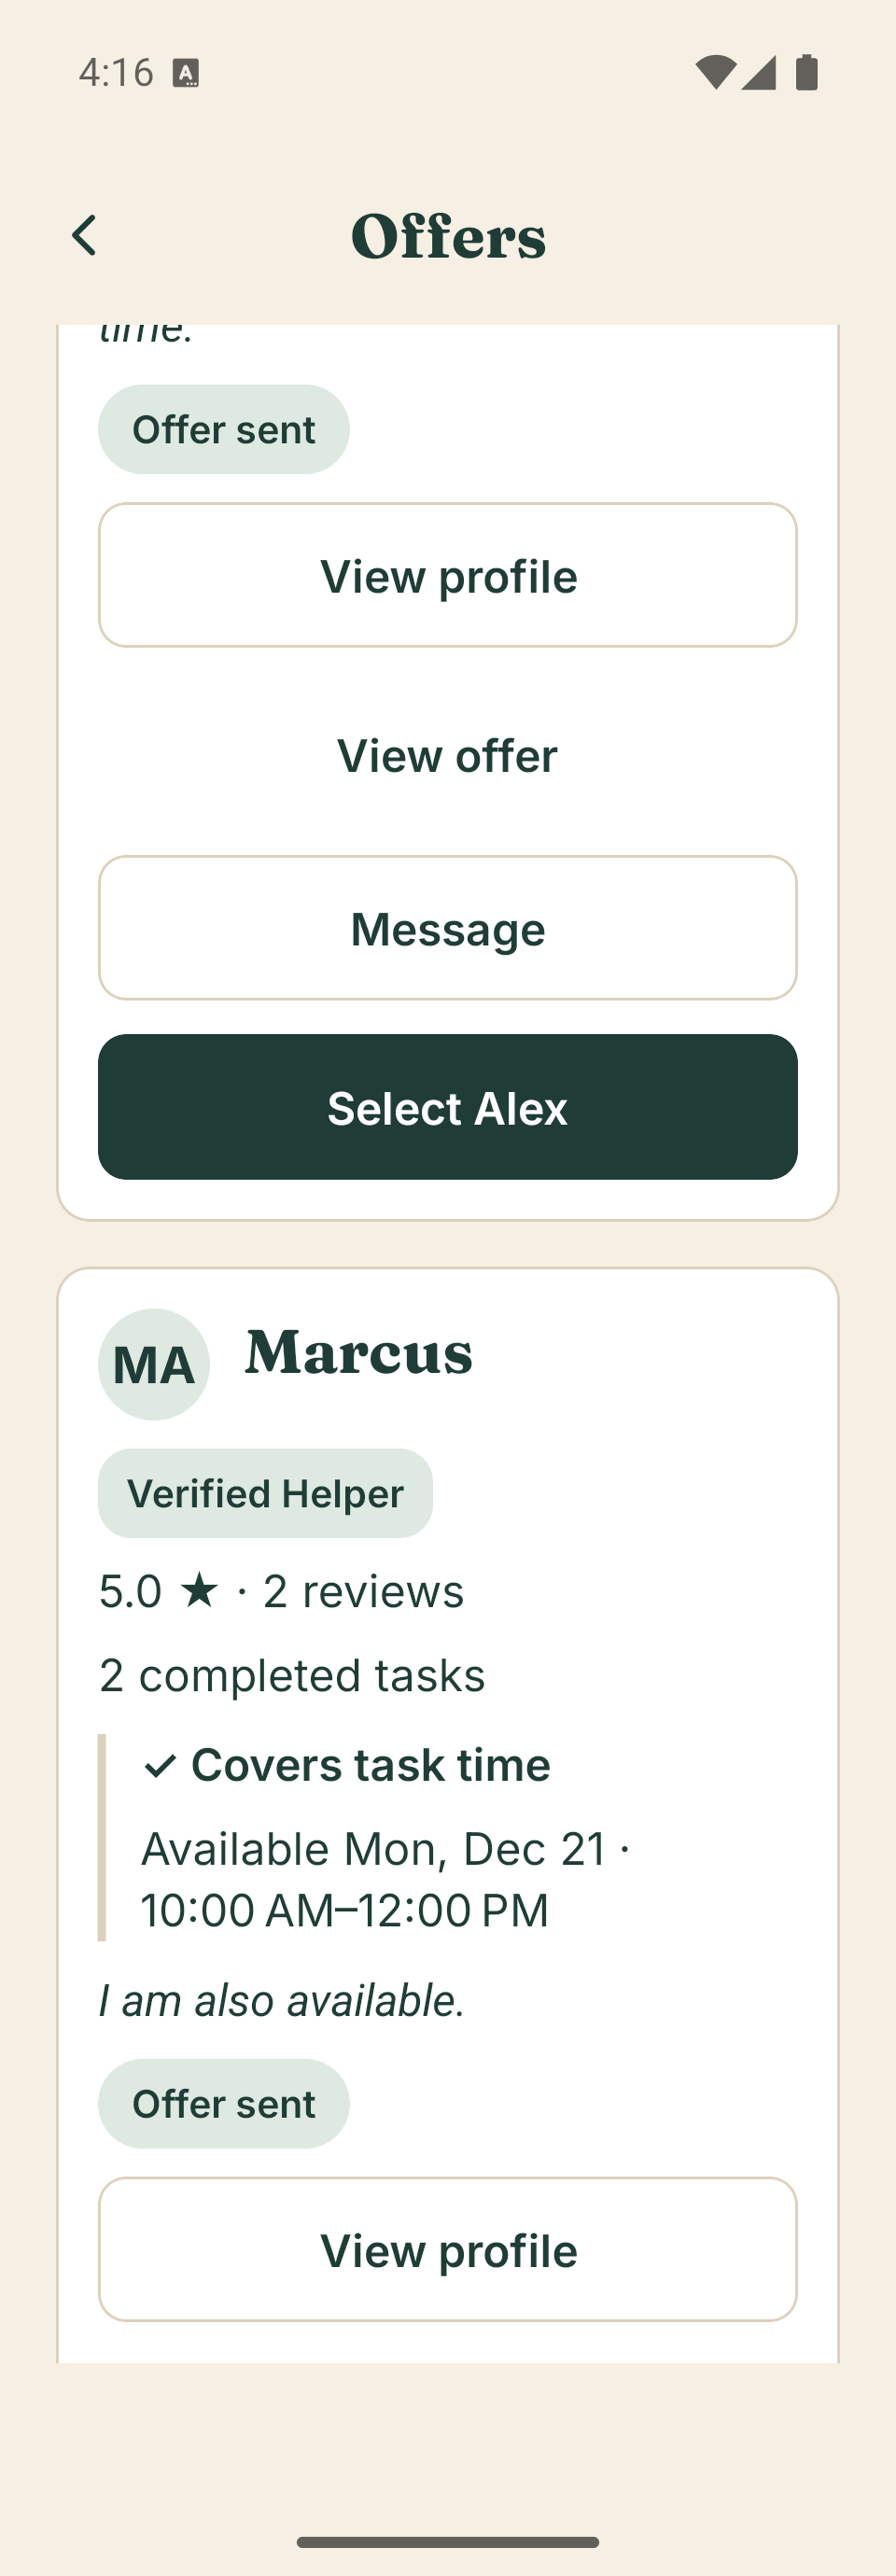 4:16
Offers
time.
Offer sent
View profile
View offer
Message
Select Alex
MA
Marcus
Verified Helper
5.0 ★ · 2 reviews
2 completed tasks
✓ Covers task time
Available Mon, Dec 21 ·
10:00 AM–12:00 PM
I am also available.
Offer sent
View profile